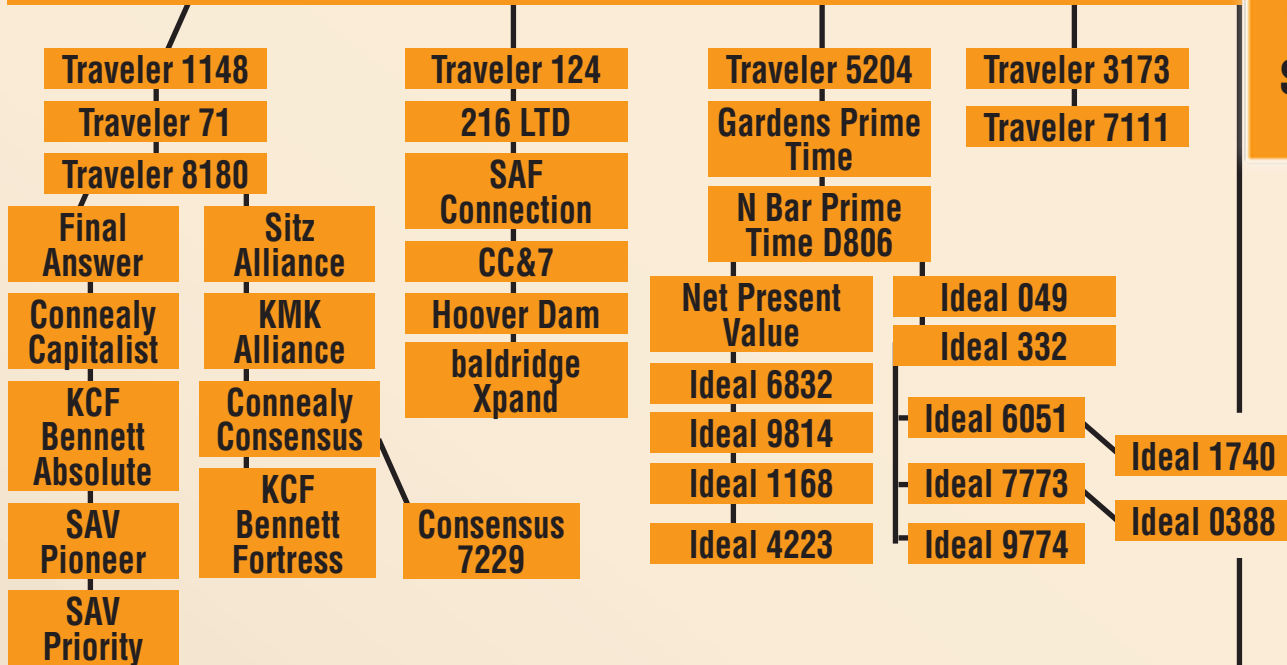 Traveler 1148
Traveler 71
Traveler 8180
Final
Answer
Connealy
Capitalist
KCF
Bennett
Absolute
SAV
Pioneer
SAV
Priority
Sitz
Alliance
KMK
Alliance
Connealy
Consensus
KCF
Bennett
Fortress
Consensus
7229
Traveler 124
216 LTD
SAF
Connection
CC&7
Hoover Dam
baldridge
Xpand
Traveler 5204
Gardens Prime
Time
N Bar Prime
Time D806
Net Present
Value
Ideal 6832
Ideal 9814
Ideal 1168
Ideal 4223
Ideal 049
Ideal 332
Ideal 6051
Ideal 1740
Ideal 7773
Ideal 0388
Ideal 9774
Traveler 3173
Traveler 7111